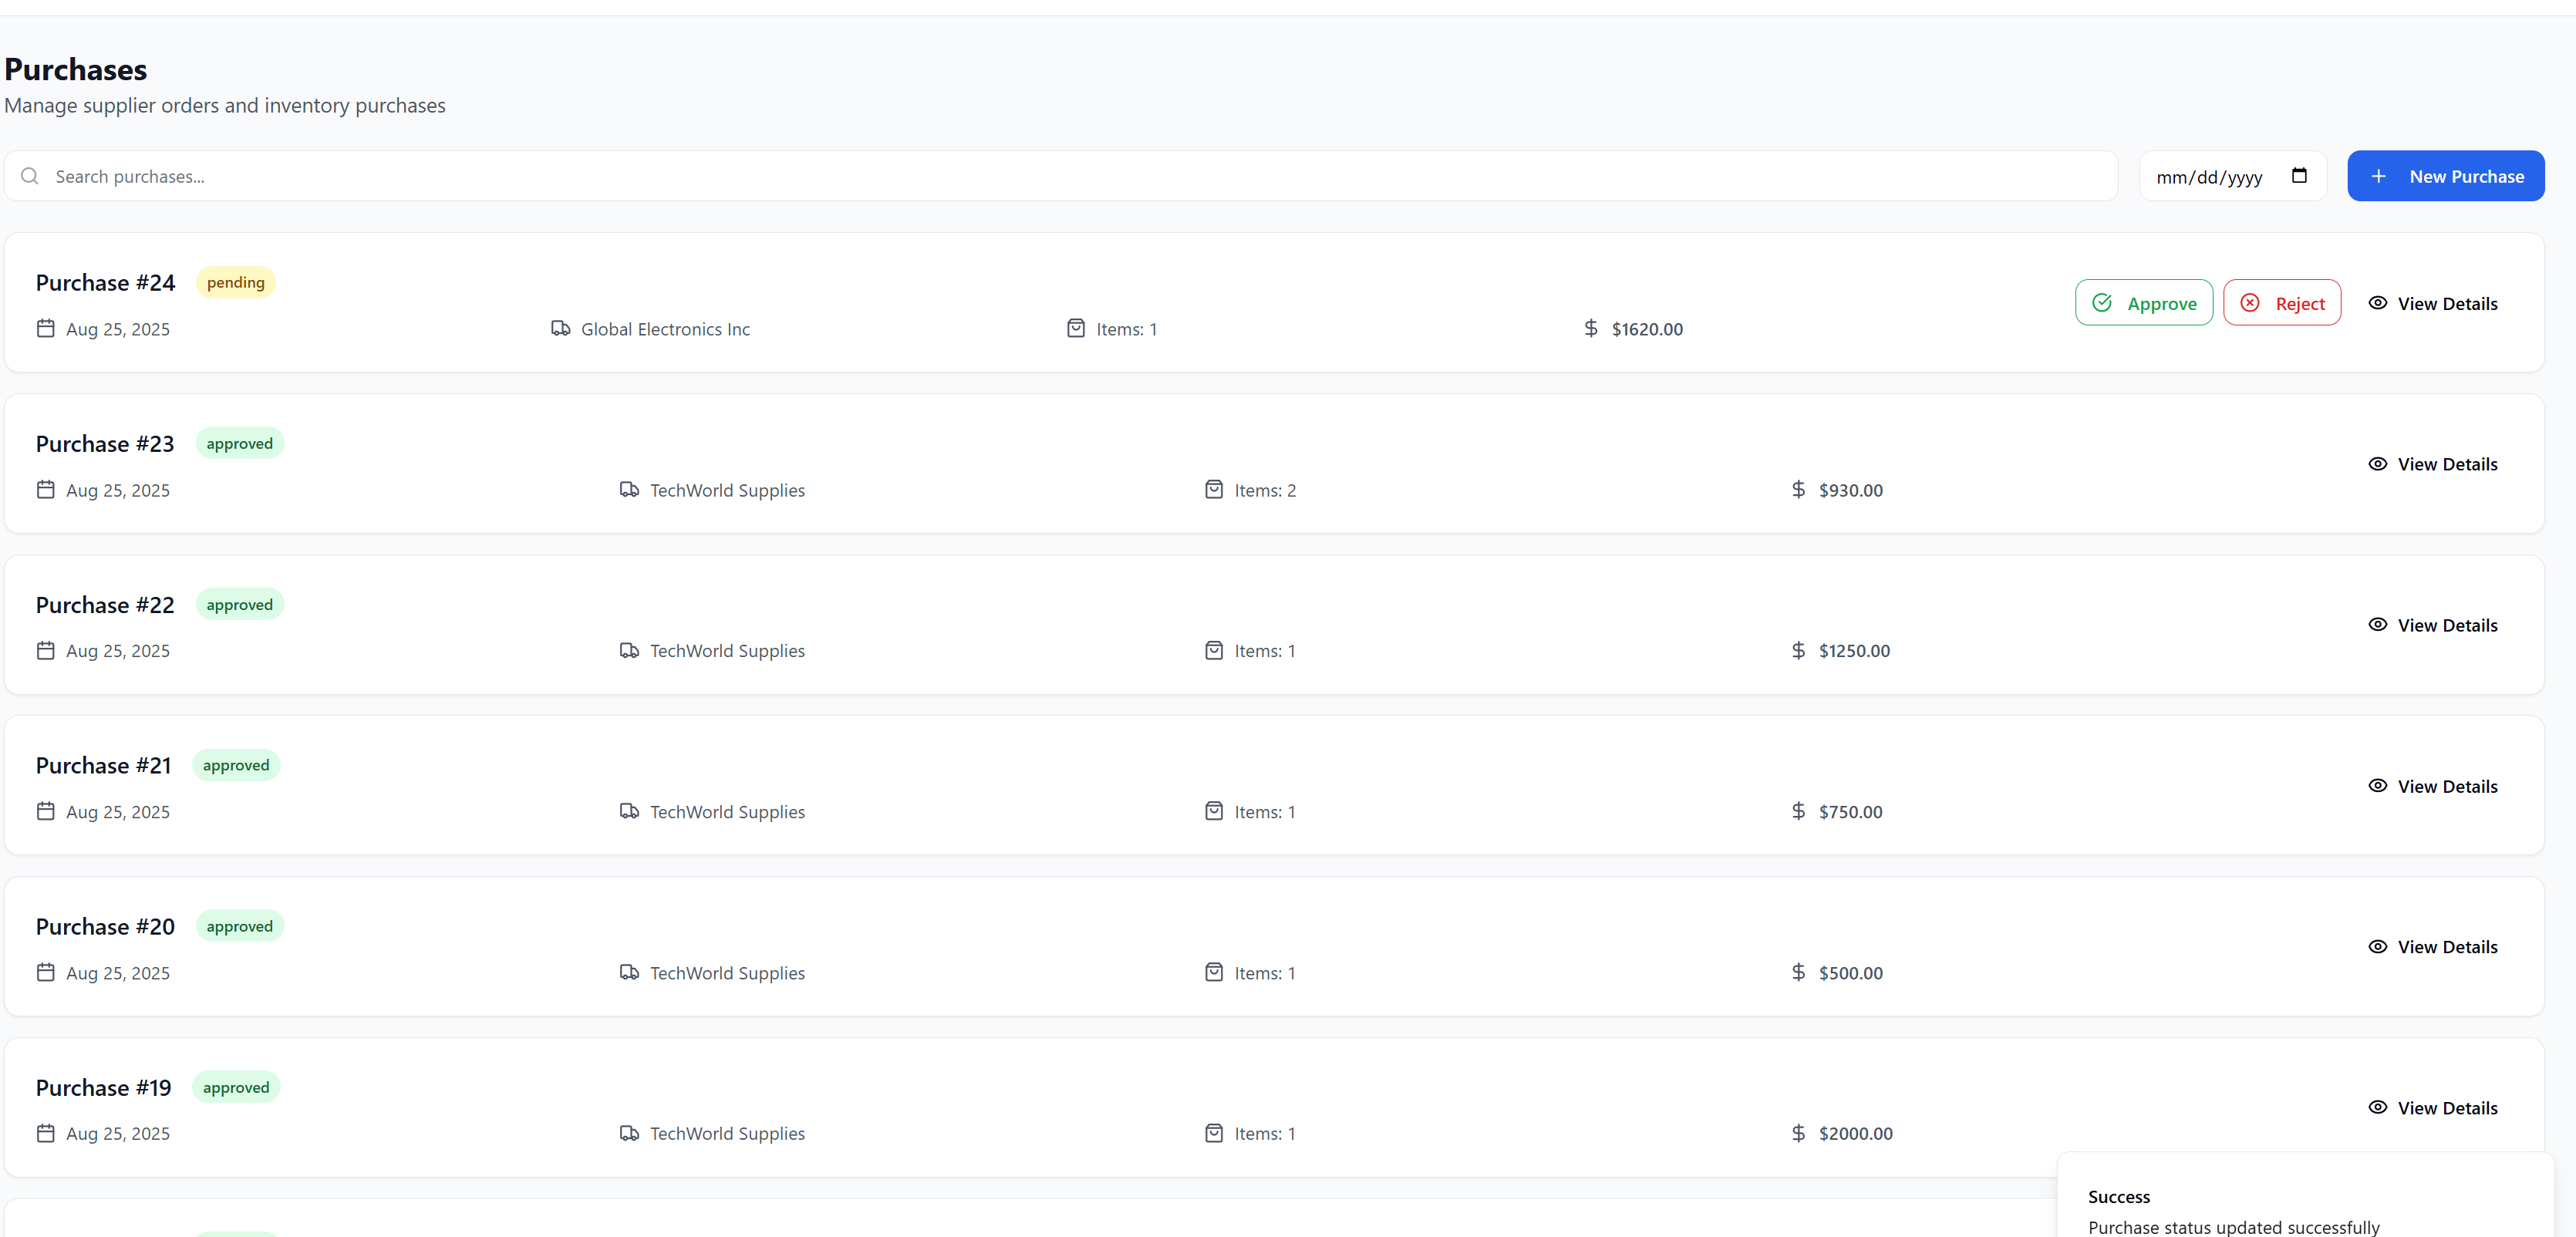 Purchases
Manage supplier orders and inventory purchases
Search purchases...
mm/dd/yyyy
New Purchase
Purchase #24 pending
Aug 25, 2025 Global Electronics Inc Items: 1 $1620.00
Approve Reject View Details
Purchase #23 approved
Aug 25, 2025 TechWorld Supplies Items: 2 $930.00
View Details
Purchase #22 approved
Aug 25, 2025 TechWorld Supplies Items: 1 $1250.00
View Details
Purchase #21 approved
Aug 25, 2025 TechWorld Supplies Items: 1 $750.00
View Details
Purchase #20 approved
Aug 25, 2025 TechWorld Supplies Items: 1 $500.00
View Details
Purchase #19 approved
Aug 25, 2025 TechWorld Supplies Items: 1 $2000.00
View Details
Success
Purchase status updated successfully